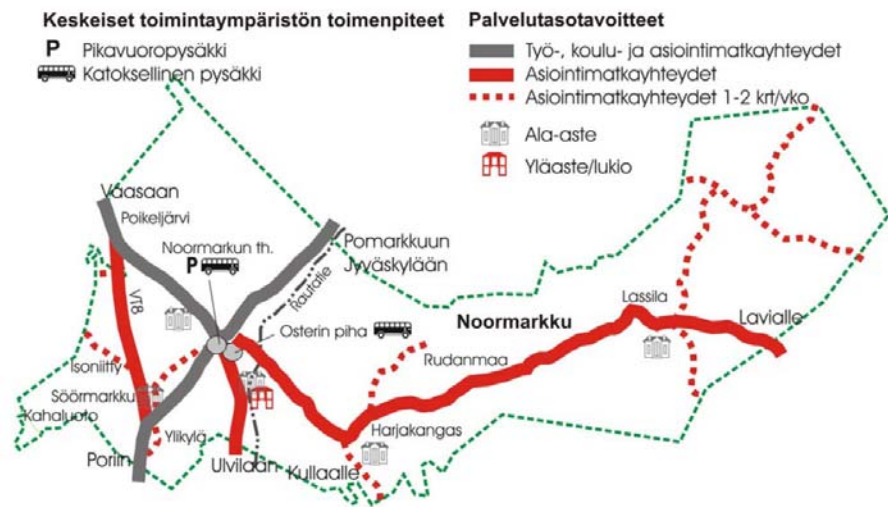 Keskeiset toimintaympäristön toimenpiteet
P Pikavuoropysäkki
Katoksellinen pysäkki
Palvelutasotavoitteet
Työ-, koulu- ja asiointimatkayhteydet
Asiointimatkayhteydet
Asiointimatkayhteydet 1-2 krt/vko
Ala-aste
Yläaste/lukio
Vaasaan
Poikeljärvi
Noormarkun th.
P
Pomarkkuun
Jyväskylään
Rautatie
VT8
Osterin piha
Noormarkku
Lassila
Lavialle
Rudanmaa
Isoniitty
Söörmarkku
Kahaluoto
Ylikylä
Harjakangas
Poriin
Ulvilaan
Kullaalle